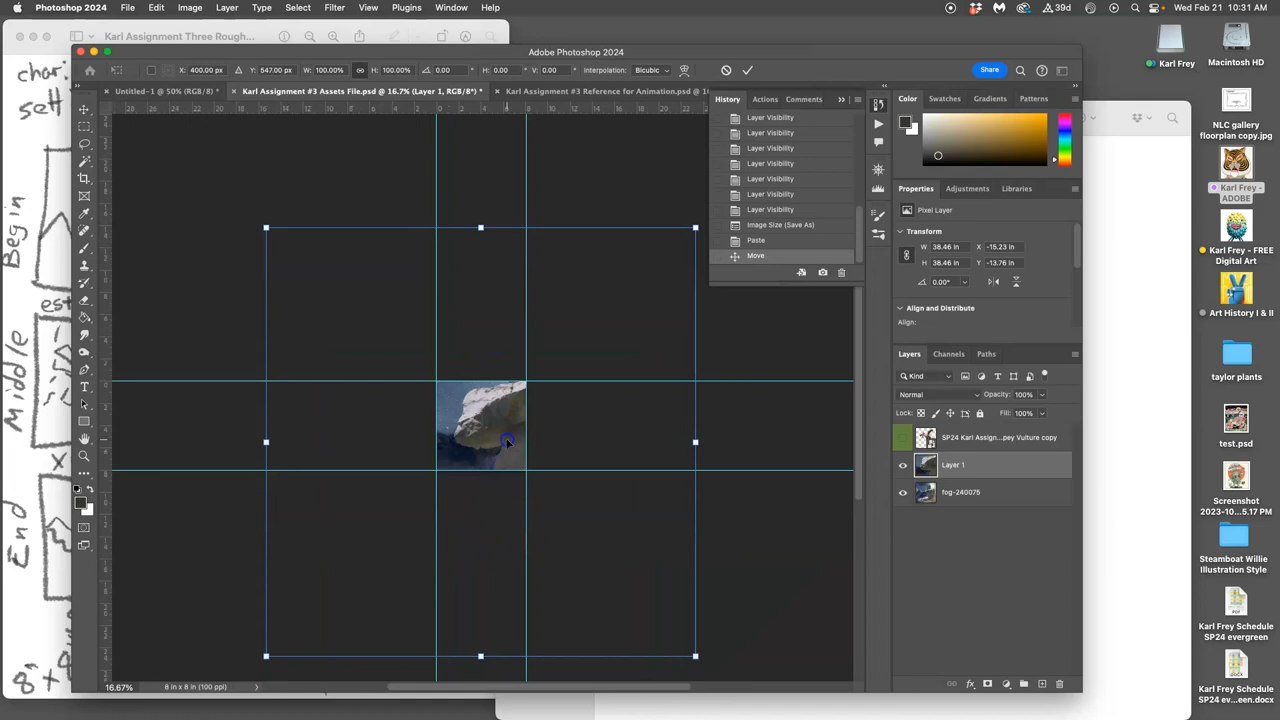 Photoshop 2024 File Edit Image Layer Type Select Filter View Plugins Window Help
39d
Wed Feb 21 10:31 AM
Karl Assignment Three Rough...
Adobe Photoshop 2024
X: 400.00 px Y: 547.00 px W: 100.00% H: 100.00% 0.00 ° H: 0.00 ° V: 0.00 ° Interpolation: Bicubic
Share
Untitled-1 @ 50% (RGB/8) *
Karl Assignment #3 Assets File.psd @ 16.7% (Layer 1, RGB/8*) *
Karl Assignment #3 Reference for Animation.psd @ 1
History Actions Comments
Layer Visibility
Layer Visibility
Layer Visibility
Layer Visibility
Layer Visibility
Layer Visibility
Layer Visibility
Image Size (Save As)
Paste
Move
Color Swatches Gradients Patterns
Properties Adjustments Libraries
Pixel Layer
Transform
W 38.46 in X -15.23 in
H 38.46 in Y -13.76 in
0.00°
Align and Distribute
Align:
Layers Channels Paths
Kind
Normal Opacity: 100%
Lock: Fill: 100%
SP24 Karl Assign...pey Vulture copy
Layer 1
fog-240075
16.67% 8 in x 8 in (100 ppi)
Begin
Middle
End
Karl Frey
Macintosh HD
NLC gallery
floorplan copy.jpg
Karl Frey -
ADOBE
Karl Frey - FREE
Digital Art
Art History I & II
taylor plants
test.psd
Screenshot
2023-10...5.17 PM
Steamboat Willie
Illustration Style
PDF
Karl Frey Schedule
SP24 evergreen
Karl Frey Schedule
SP24 ev...een.docx